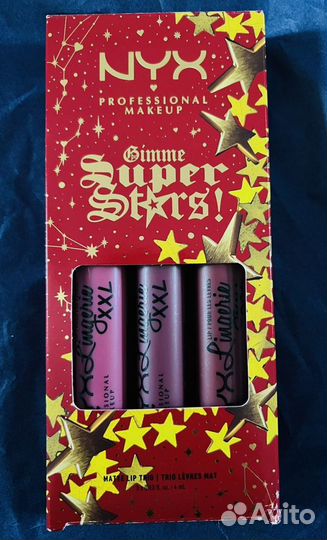 NYX
PROFESSIONAL
MAKEUP
Gimme
Super
Stars!
Lingerie
XXL
Lingerie
XXL
Lingerie
MATTE LIP TRIO | TRIO LÈVRES MAT
Avito